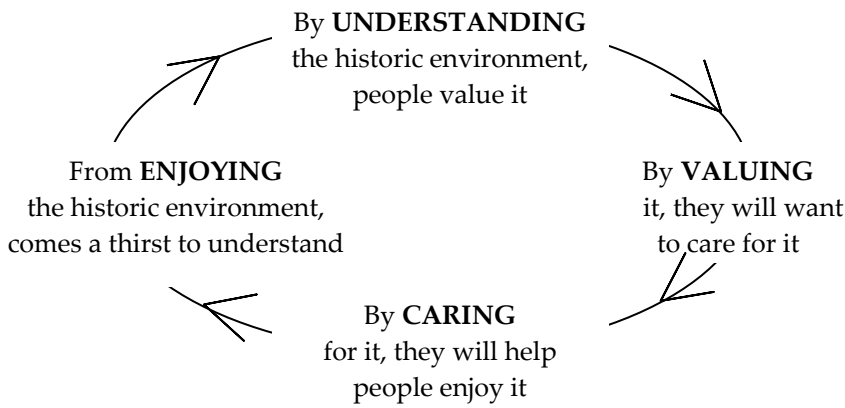 By UNDERSTANDING
the historic environment,
people value it
By VALUING
it, they will want
to care for it
By CARING
for it, they will help
people enjoy it
From ENJOYING
the historic environment,
comes a thirst to understand